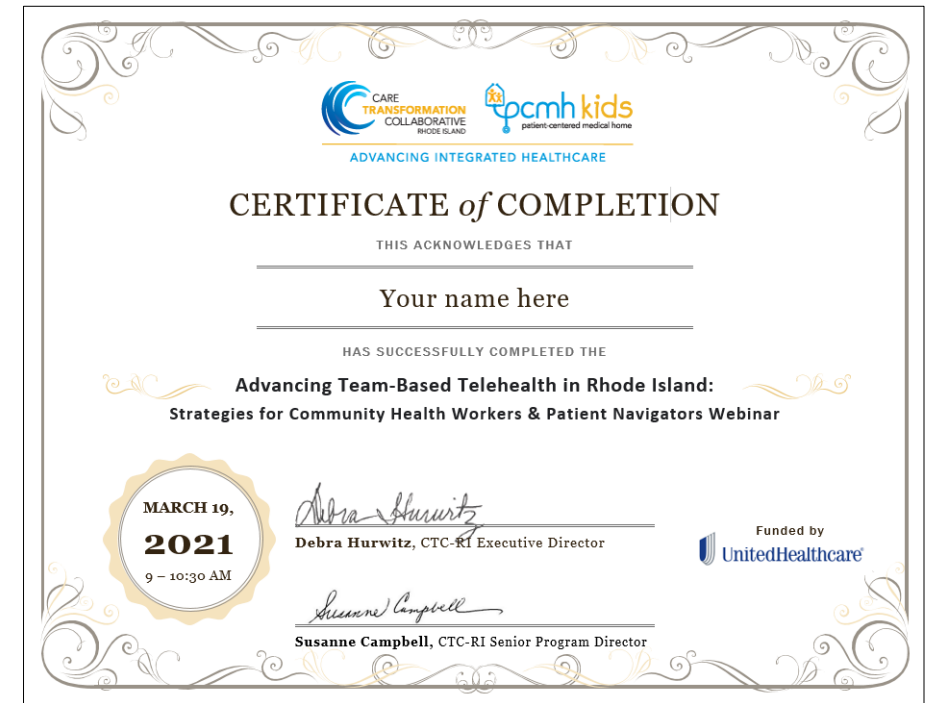 CARE
TRANSFORMATION
COLLABORATIVE
RHODE ISLAND
pcmh kids
patient-centered medical home
ADVANCING INTEGRATED HEALTHCARE
CERTIFICATE of COMPLETION
THIS ACKNOWLEDGES THAT
Your name here
HAS SUCCESSFULLY COMPLETED THE
Advancing Team-Based Telehealth in Rhode Island:
Strategies for Community Health Workers & Patient Navigators Webinar
MARCH 19,
2021
9 – 10:30 AM
Debra Hurwitz
Debra Hurwitz, CTC-RI Executive Director
Susanne Campbell
Susanne Campbell, CTC-RI Senior Program Director
Funded by
UnitedHealthcare®